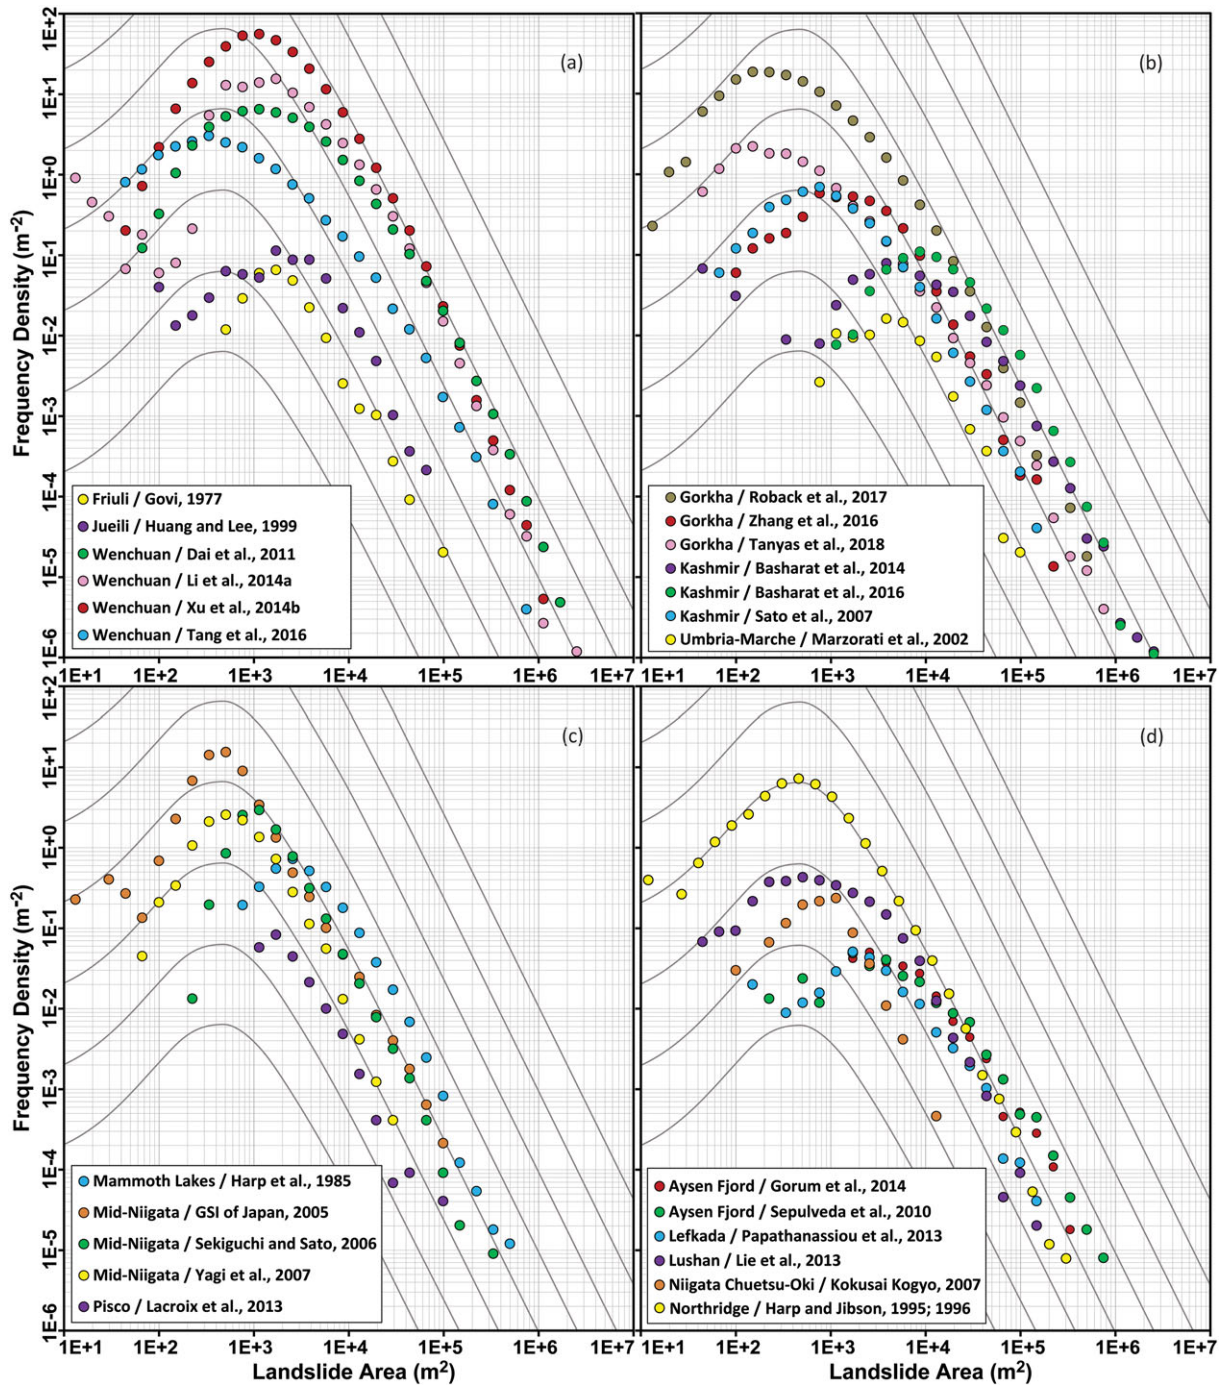 1E+2
1E+1
1E+0
1E-1
1E-2
1E-3
1E-4
1E-5
1E-6
Frequency Density (m⁻²)
(a)
Friuli / Govi, 1977
Jueili / Huang and Lee, 1999
Wenchuan / Dai et al., 2011
Wenchuan / Li et al., 2014a
Wenchuan / Xu et al., 2014b
Wenchuan / Tang et al., 2016
1E+1 1E+2 1E+3 1E+4 1E+5 1E+6 1E+7
(b)
Gorkha / Roback et al., 2017
Gorkha / Zhang et al., 2016
Gorkha / Tanyas et al., 2018
Kashmir / Basharat et al., 2014
Kashmir / Basharat et al., 2016
Kashmir / Sato et al., 2007
Umbria-Marche / Marzorati et al., 2002
1E+1 1E+2 1E+3 1E+4 1E+5 1E+6 1E+7
1E+2
1E+1
1E+0
1E-1
1E-2
1E-3
1E-4
1E-5
1E-6
Frequency Density (m⁻²)
(c)
Mammoth Lakes / Harp et al., 1985
Mid-Niigata / GSI of Japan, 2005
Mid-Niigata / Sekiguchi and Sato, 2006
Mid-Niigata / Yagi et al., 2007
Pisco / Lacroix et al., 2013
1E+1 1E+2 1E+3 1E+4 1E+5 1E+6
Landslide Area (m²)
(d)
Aysen Fjord / Gorum et al., 2014
Aysen Fjord / Sepulveda et al., 2010
Lefkada / Papathanassiou et al., 2013
Lushan / Lie et al., 2013
Niigata Chuetsu-Oki / Kokusai Kogyo, 2007
Northridge / Harp and Jibson, 1995; 1996
1E+1 1E+2 1E+3 1E+4 1E+5 1E+6 1E+7
Landslide Area (m²)